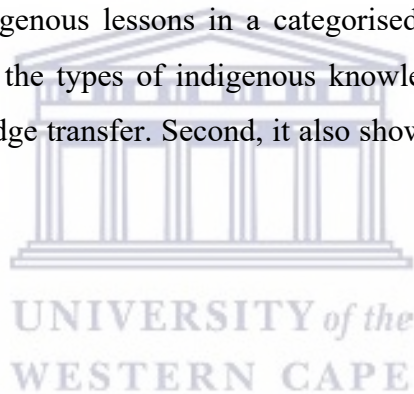 genous lessons in a categorised
the types of indigenous knowle
dge transfer. Second, it also show
UNIVERSITY of the
WESTERN CAPE